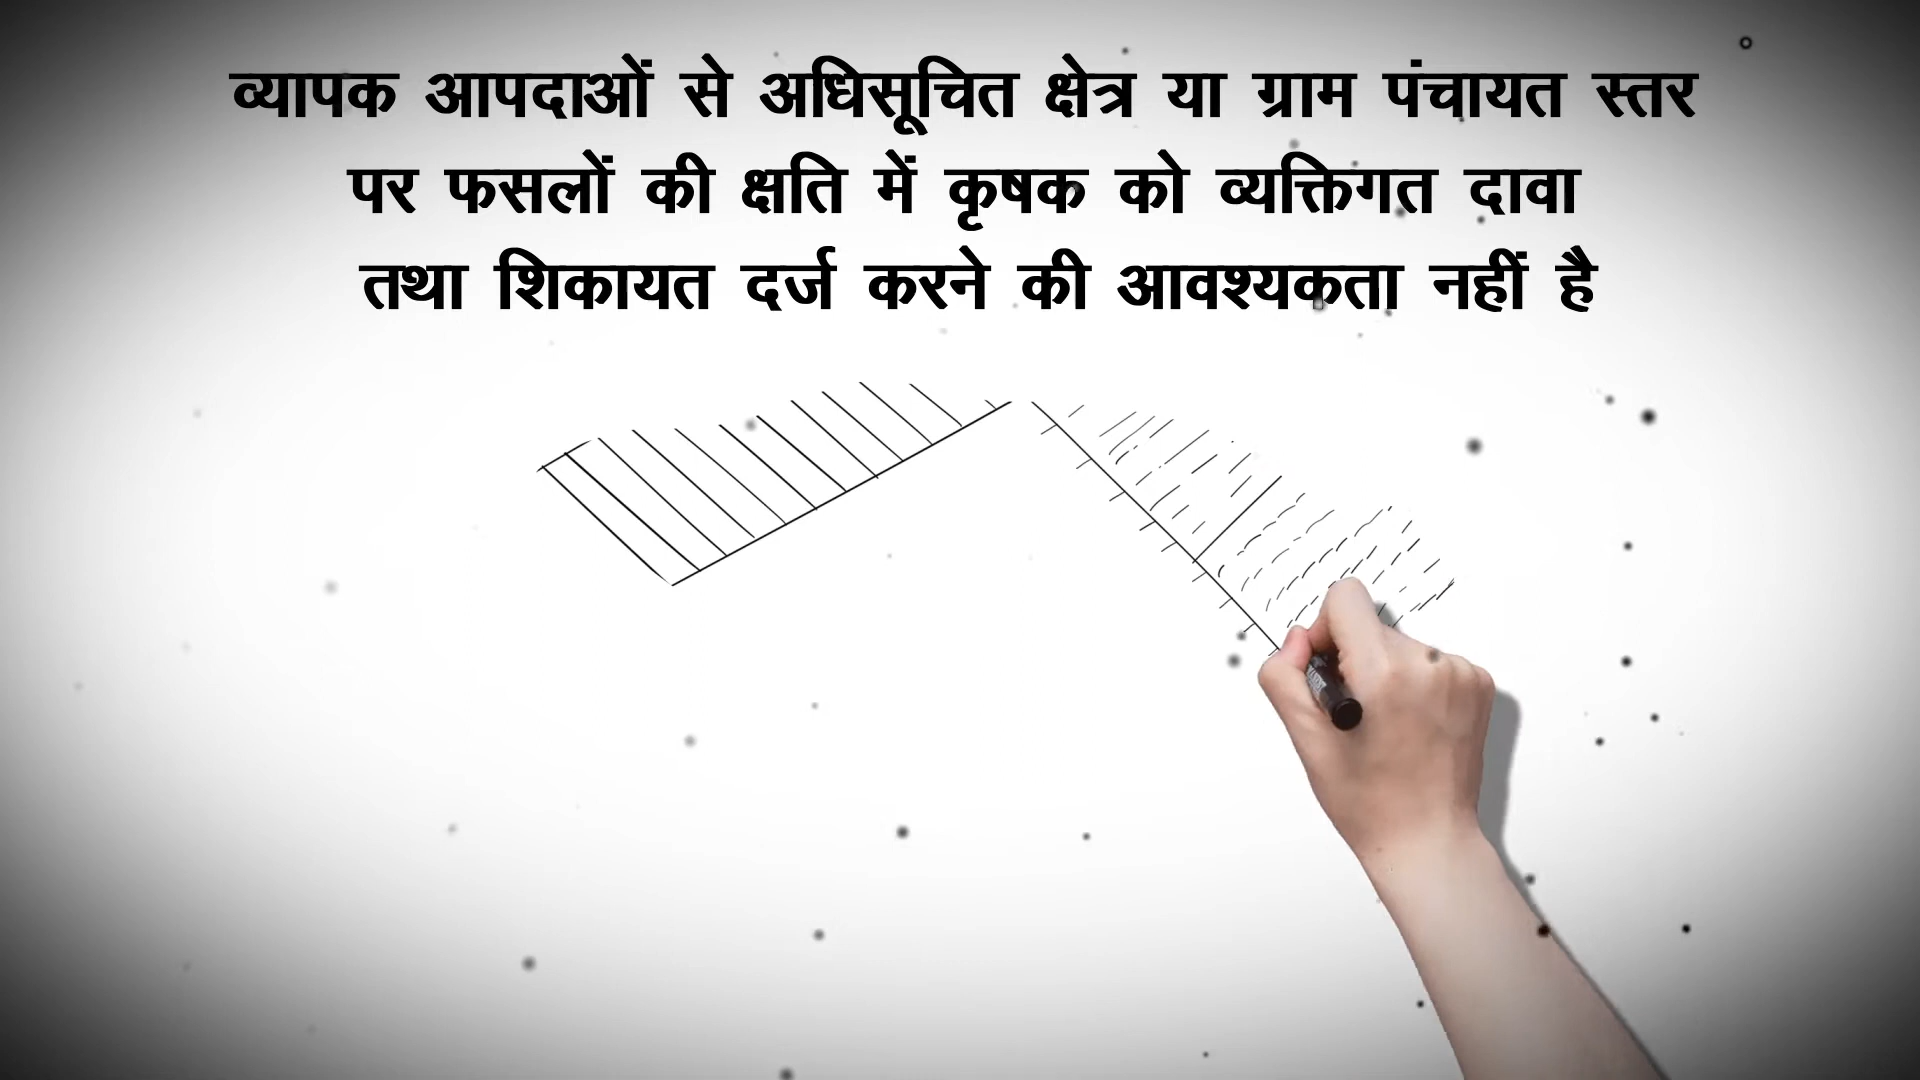 व्यापक आपदाओं से अधिसूचित क्षेत्र या ग्राम पंचायत स्तर
पर फसलों की क्षति में कृषक को व्यक्तिगत दावा
तथा शिकायत दर्ज करने की आवश्यकता नहीं है